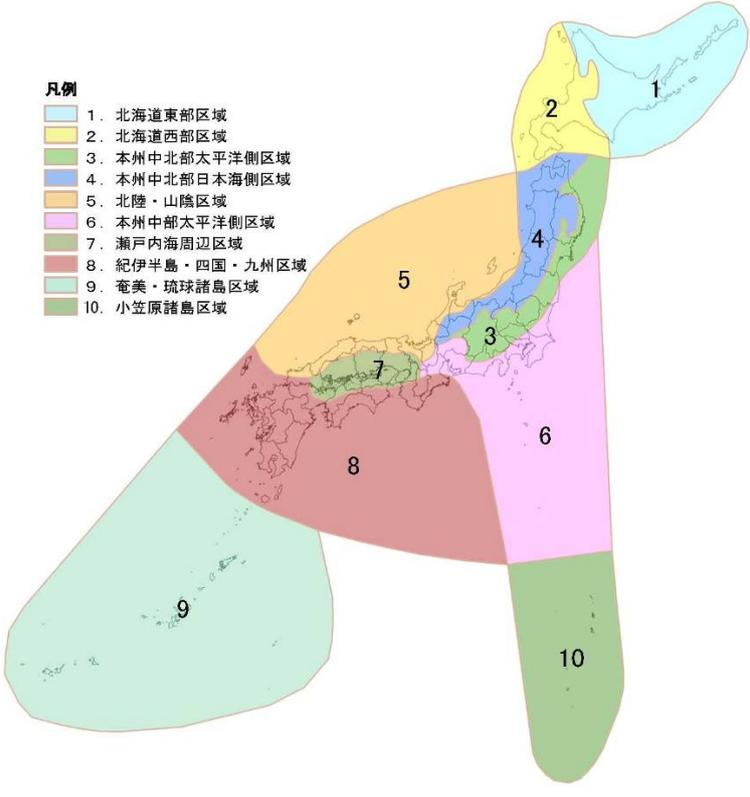 凡例
1. 北海道東部区域
2. 北海道西部区域
3. 本州中北部太平洋側区域
4. 本州中北部日本海側区域
5. 北陸・山陰区域
6. 本州中部太平洋側区域
7. 瀬戸内海周辺区域
8. 紀伊半島・四国・九州区域
9. 奄美・琉球諸島区域
10. 小笠原諸島区域
1
2
4
5
3
7
6
8
9
10